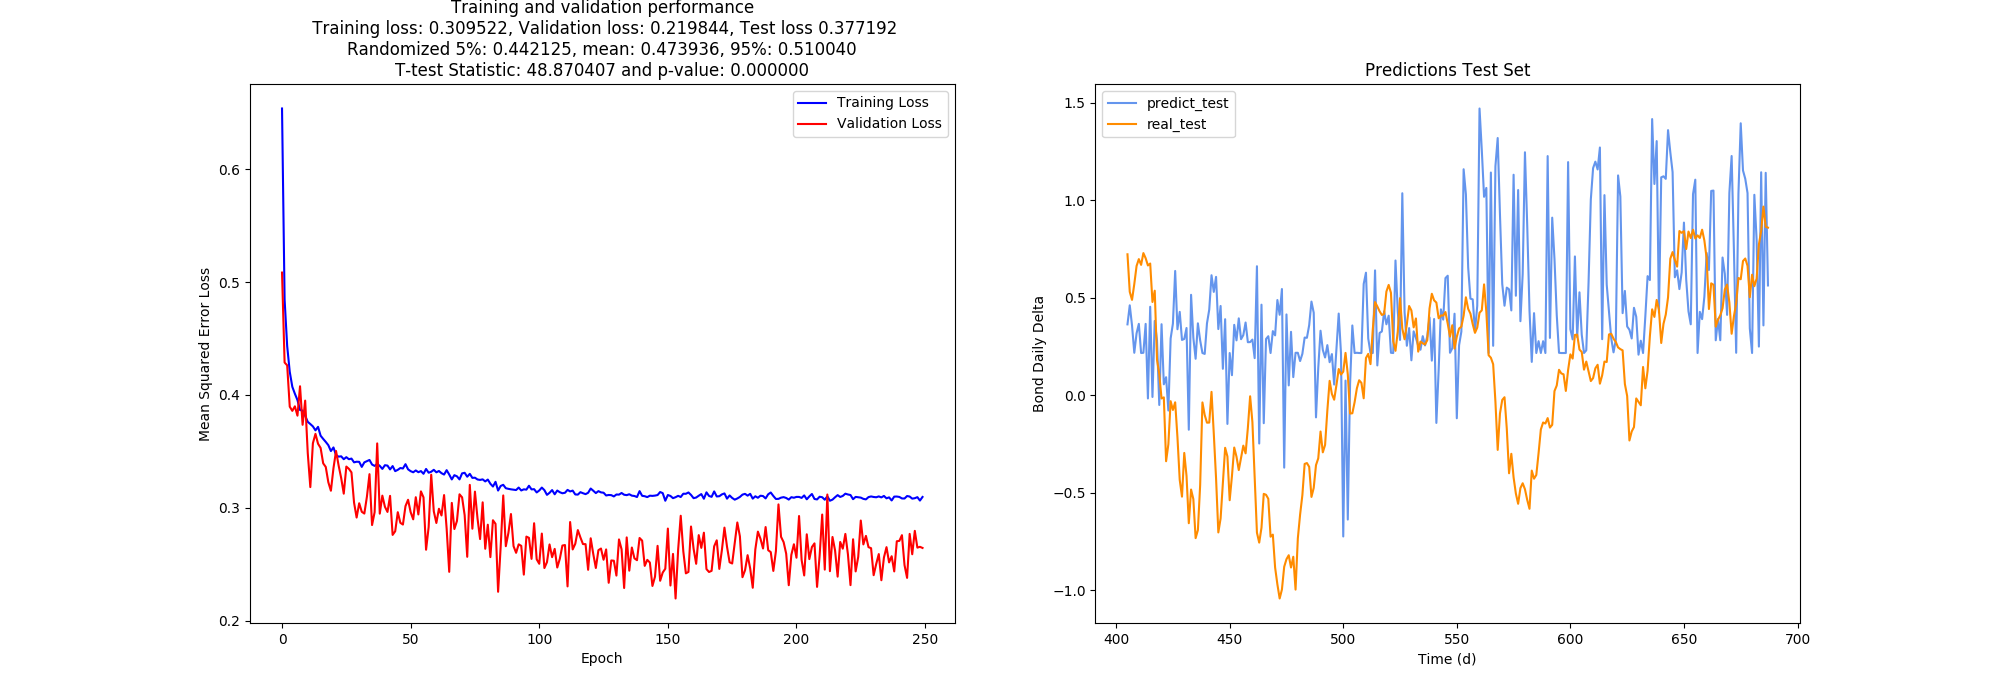 Training and validation performance
Training loss: 0.309522, Validation loss: 0.219844, Test loss 0.377192
Randomized 5%: 0.442125, mean: 0.473936, 95%: 0.510040
T-test Statistic: 48.870407 and p-value: 0.000000
Training Loss
Validation Loss
0.6
0.5
0.4
0.3
0.2
Mean Squared Error Loss
0 50 100 150 200 250
Epoch
Predictions Test Set
predict_test
real_test
1.5
1.0
0.5
0.0
−0.5
−1.0
Bond Daily Delta
400 450 500 550 600 650 700
Time (d)